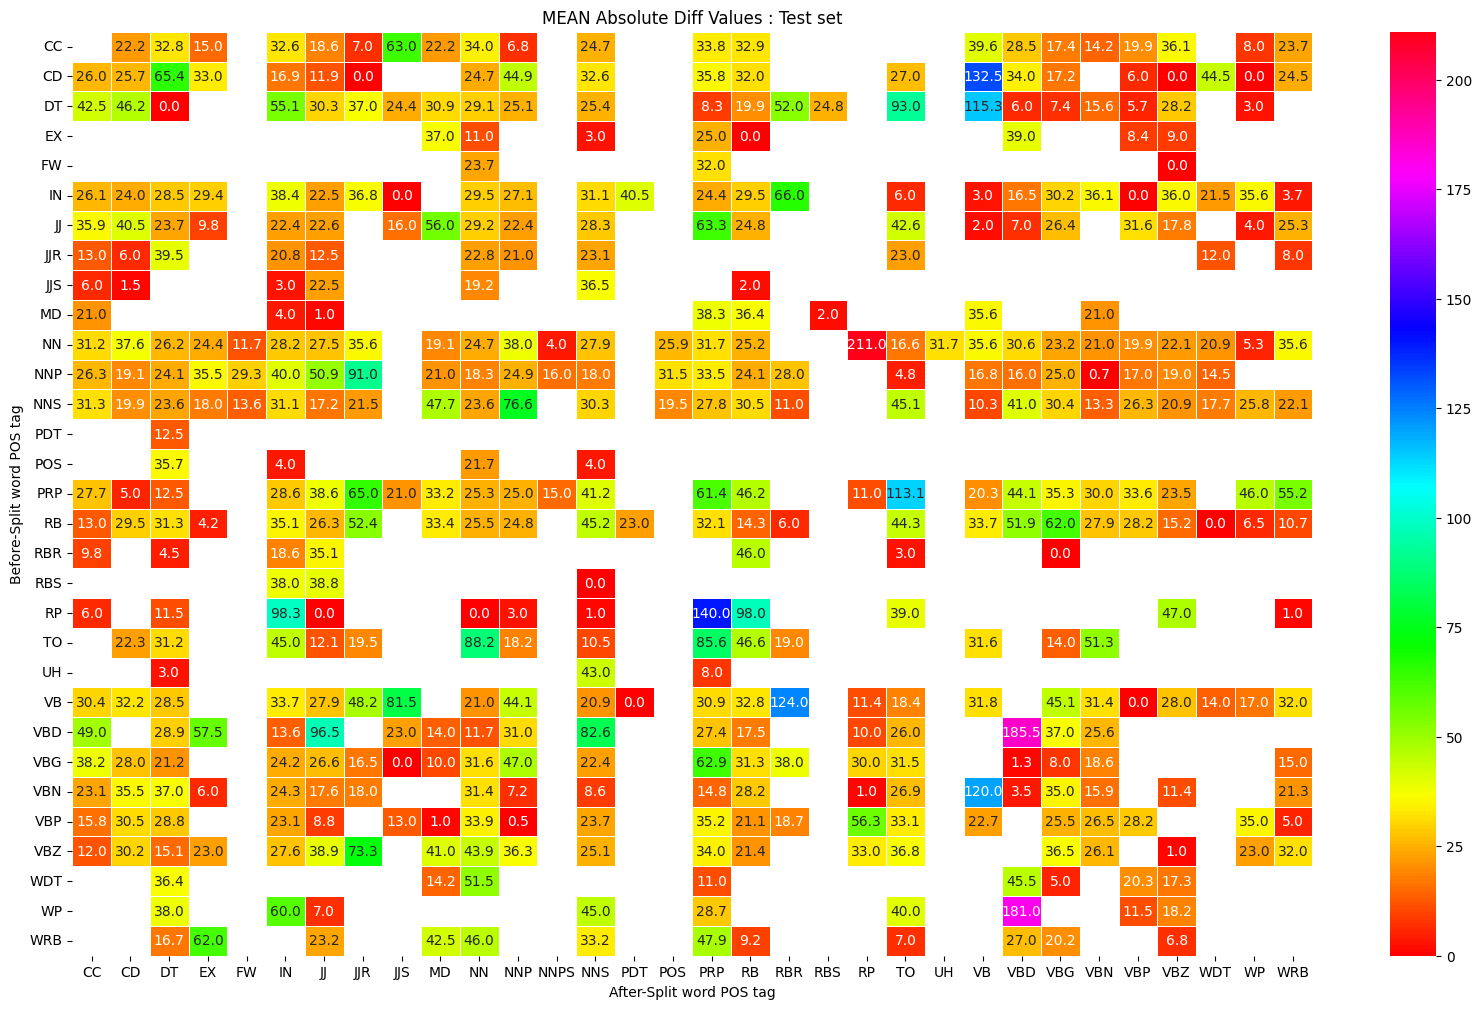 MEAN Absolute Diff Values : Test set
CC 22.2 32.8 15.0 32.6 18.6 7.0 63.0 22.2 34.0 6.8 24.7 33.8 32.9 39.6 28.5 17.4 14.2 19.9 36.1 8.0 23.7
CD 26.0 25.7 65.4 33.0 16.9 11.9 0.0 24.7 44.9 32.6 35.8 32.0 27.0 132.5 34.0 17.2 6.0 0.0 44.5 0.0 24.5
DT 42.5 46.2 0.0 55.1 30.3 37.0 24.4 30.9 29.1 25.1 25.4 8.3 19.9 52.0 24.8 93.0 115.3 6.0 7.4 15.6 5.7 28.2 3.0
EX 37.0 11.0 3.0 25.0 0.0 39.0 8.4 9.0
FW 23.7 32.0 0.0
IN 26.1 24.0 28.5 29.4 38.4 22.5 36.8 0.0 29.5 27.1 31.1 40.5 24.4 29.5 66.0 6.0 3.0 16.5 30.2 36.1 0.0 36.0 21.5 35.6 3.7
JJ 35.9 40.5 23.7 9.8 22.4 22.6 16.0 56.0 29.2 22.4 28.3 63.3 24.8 42.6 2.0 7.0 26.4 31.6 17.8 4.0 25.3
JJR 13.0 6.0 39.5 20.8 12.5 22.8 21.0 23.1 23.0 12.0 8.0
JJS 6.0 1.5 3.0 22.5 19.2 36.5 2.0
MD 21.0 4.0 1.0 38.3 36.4 2.0 35.6 21.0
NN 31.2 37.6 26.2 24.4 11.7 28.2 27.5 35.6 19.1 24.7 38.0 4.0 27.9 25.9 31.7 25.2 211.0 16.6 31.7 35.6 30.6 23.2 21.0 19.9 22.1 20.9 5.3 35.6
NNP 26.3 19.1 24.1 35.5 29.3 40.0 50.9 91.0 21.0 18.3 24.9 16.0 18.0 31.5 33.5 24.1 28.0 4.8 16.8 16.0 25.0 0.7 17.0 19.0 14.5
NNS 31.3 19.9 23.6 18.0 13.6 31.1 17.2 21.5 47.7 23.6 76.6 30.3 19.5 27.8 30.5 11.0 45.1 10.3 41.0 30.4 13.3 26.3 20.9 17.7 25.8 22.1
PDT 12.5
POS 35.7 4.0 21.7 4.0
PRP 27.7 5.0 12.5 28.6 38.6 65.0 21.0 33.2 25.3 25.0 15.0 41.2 61.4 46.2 11.0 113.1 20.3 44.1 35.3 30.0 33.6 23.5 46.0 55.2
RB 13.0 29.5 31.3 4.2 35.1 26.3 52.4 33.4 25.5 24.8 45.2 23.0 32.1 14.3 6.0 44.3 33.7 51.9 62.0 27.9 28.2 15.2 0.0 6.5 10.7
RBR 9.8 4.5 18.6 35.1 46.0 3.0 0.0
RBS 38.0 38.8 0.0
RP 6.0 11.5 98.3 0.0 0.0 3.0 1.0 140.0 98.0 39.0 47.0 1.0
TO 22.3 31.2 45.0 12.1 19.5 88.2 18.2 10.5 85.6 46.6 19.0 31.6 14.0 51.3
UH 3.0 43.0 8.0
VB 30.4 32.2 28.5 33.7 27.9 48.2 81.5 21.0 44.1 20.9 0.0 30.9 32.8 124.0 11.4 18.4 31.8 45.1 31.4 0.0 28.0 14.0 17.0 32.0
VBD 49.0 28.9 57.5 13.6 96.5 23.0 14.0 11.7 31.0 82.6 27.4 17.5 10.0 26.0 185.5 37.0 25.6
VBG 38.2 28.0 21.2 24.2 26.6 16.5 0.0 10.0 31.6 47.0 22.4 62.9 31.3 38.0 30.0 31.5 1.3 8.0 18.6 15.0
VBN 23.1 35.5 37.0 6.0 24.3 17.6 18.0 31.4 7.2 8.6 14.8 28.2 1.0 26.9 120.0 3.5 35.0 15.9 11.4 21.3
VBP 15.8 30.5 28.8 23.1 8.8 13.0 1.0 33.9 0.5 23.7 35.2 21.1 18.7 56.3 33.1 22.7 25.5 26.5 28.2 35.0 5.0
VBZ 12.0 30.2 15.1 23.0 27.6 38.9 73.3 41.0 43.9 36.3 25.1 34.0 21.4 33.0 36.8 36.5 26.1 1.0 23.0 32.0
WDT 36.4 14.2 51.5 11.0 45.5 5.0 20.3 17.3
WP 38.0 60.0 7.0 45.0 28.7 40.0 181.0 11.5 18.2
WRB 16.7 62.0 23.2 42.5 46.0 33.2 47.9 9.2 7.0 27.0 20.2 6.8
CC CD DT EX FW IN JJ JJR JJS MD NN NNP NNPS NNS PDT POS PRP RB RBR RBS RP TO UH VB VBD VBG VBN VBP VBZ WDT WP WRB
After-Split word POS tag
Before-Split word POS tag
200
175
150
125
100
75
50
25
0